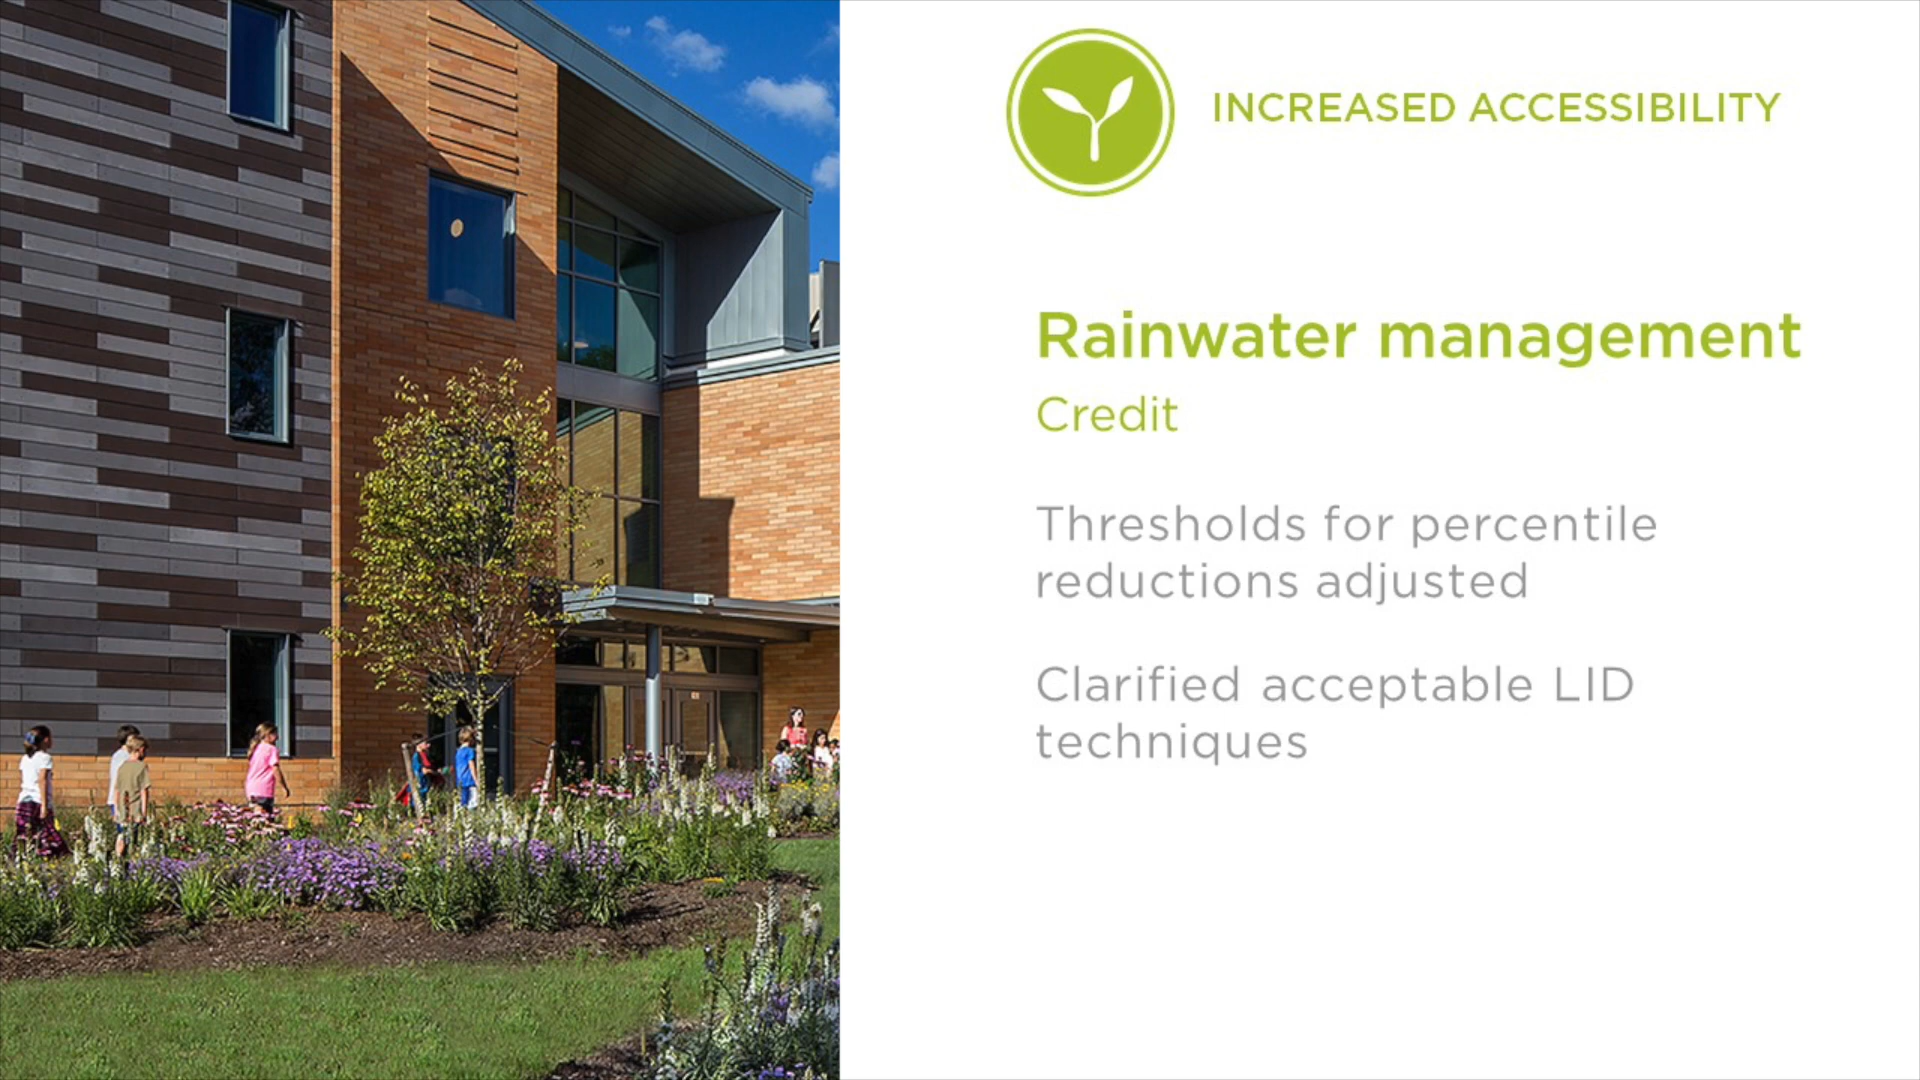 INCREASED ACCESSIBILITY
Rainwater management
Credit
Thresholds for percentile
reductions adjusted
Clarified acceptable LID
techniques